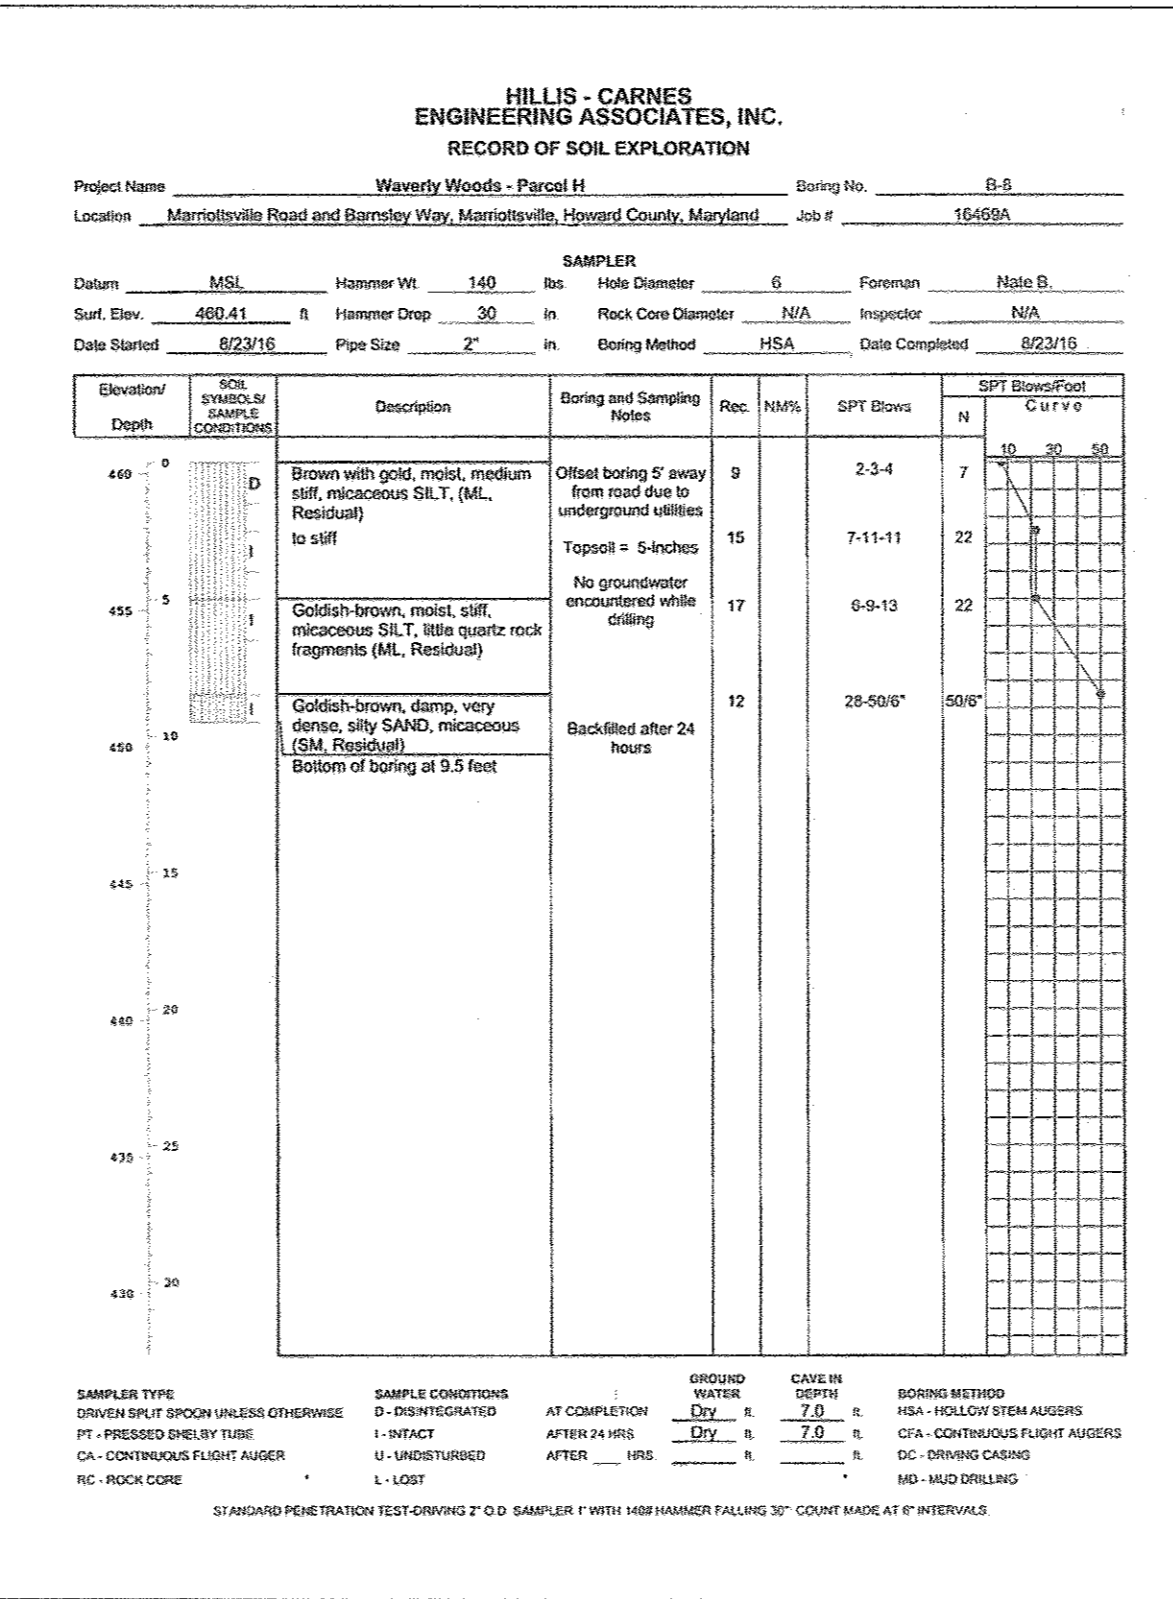 HILLIS - CARNES
ENGINEERING ASSOCIATES, INC.
RECORD OF SOIL EXPLORATION
Project Name Waverly Woods - Parcel H Boring No. B-8
Location Marriottsville Road and Barnsley Way, Marriottsville, Howard County, Maryland Job # 16469A
SAMPLER
Datum MSL Hammer Wt. 140 lbs. Hole Diameter 6 Foreman Nate B.
Surf. Elev. 460.41 ft Hammer Drop 30 in. Rock Core Diameter N/A Inspector N/A
Date Started 8/23/16 Pipe Size 2" in. Boring Method HSA Date Completed 8/23/16
Elevation/
Depth
SOIL
SYMBOLS/
SAMPLE
CONDITIONS
Description
Boring and Sampling
Notes
Rec.
NM%
SPT Blows
SPT Blows/Foot
N
Curve
10 30 50
460
0
D
Brown with gold, moist, medium
stiff, micaceous SILT, (ML,
Residual)
to stiff
Offset boring 5' away
from road due to
underground utilities
Topsoil = 5-inches
No groundwater
encountered while
drilling
9 2-3-4 7
I
15 7-11-11 22
455
5
I
Goldish-brown, moist, stiff,
micaceous SILT, little quartz rock
fragments (ML, Residual)
17 6-9-13 22
I
Goldish-brown, damp, very
dense, silty SAND, micaceous
(SM, Residual)
Backfilled after 24
hours
12 28-50/6" 50/6"
450
10
Bottom of boring at 9.5 feet
15
445
20
440
25
435
30
430
SAMPLER TYPE
DRIVEN SPLIT SPOON UNLESS OTHERWISE
PT - PRESSED SHELBY TUBE
CA - CONTINUOUS FLIGHT AUGER
RC - ROCK CORE
SAMPLE CONDITIONS
D - DISINTEGRATED
I - INTACT
U - UNDISTURBED
L - LOST
GROUND
WATER
CAVE IN
DEPTH
AT COMPLETION Dry ft. 7.0 ft.
AFTER 24 HRS Dry ft. 7.0 ft.
AFTER ___ HRS. ft. ft.
BORING METHOD
HSA - HOLLOW STEM AUGERS
CFA - CONTINUOUS FLIGHT AUGERS
DC - DRIVING CASING
MD - MUD DRILLING
STANDARD PENETRATION TEST-DRIVING 2" O.D. SAMPLER 1' WITH 140# HAMMER FALLING 30": COUNT MADE AT 6" INTERVALS.